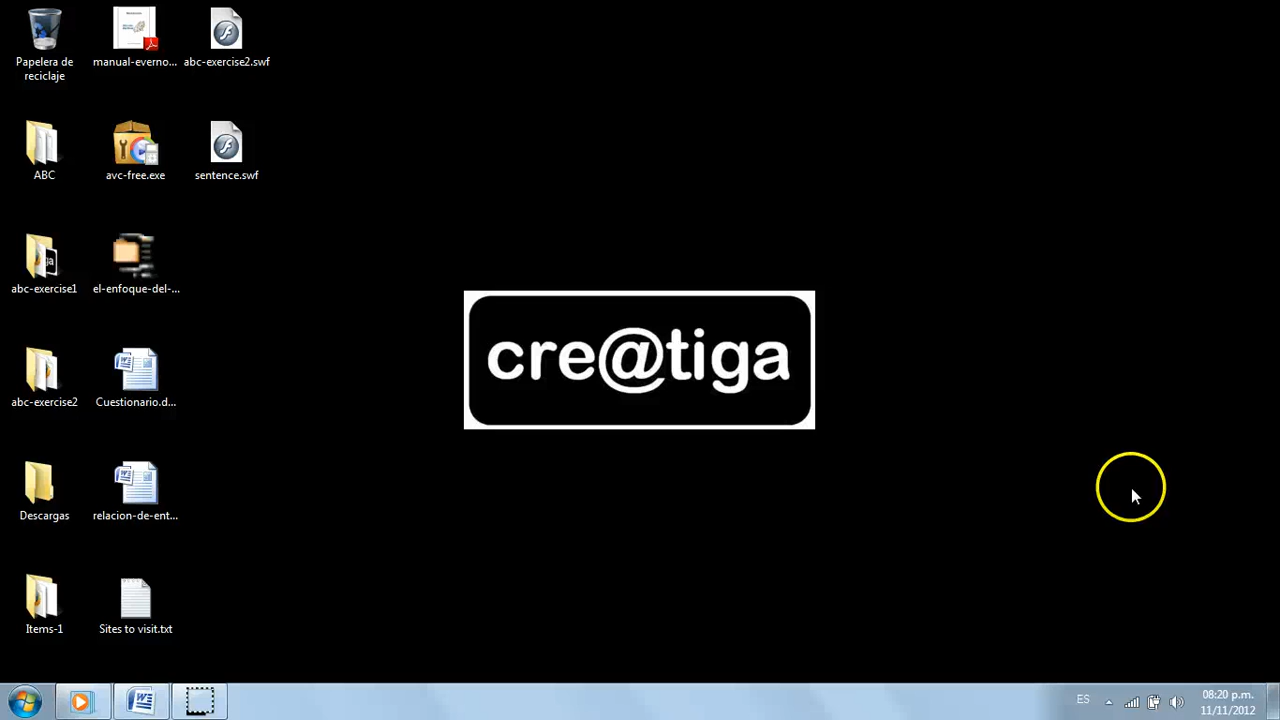 Papelera de
reciclaje
manual-everno...
abc-exercise2.swf
ABC
avc-free.exe
sentence.swf
abc-exercise1
el-enfoque-del-...
abc-exercise2
Cuestionario.d...
cre@tiga
Descargas
relacion-de-ent...
Items-1
Sites to visit.txt
ES
08:20 p.m.
11/11/2012